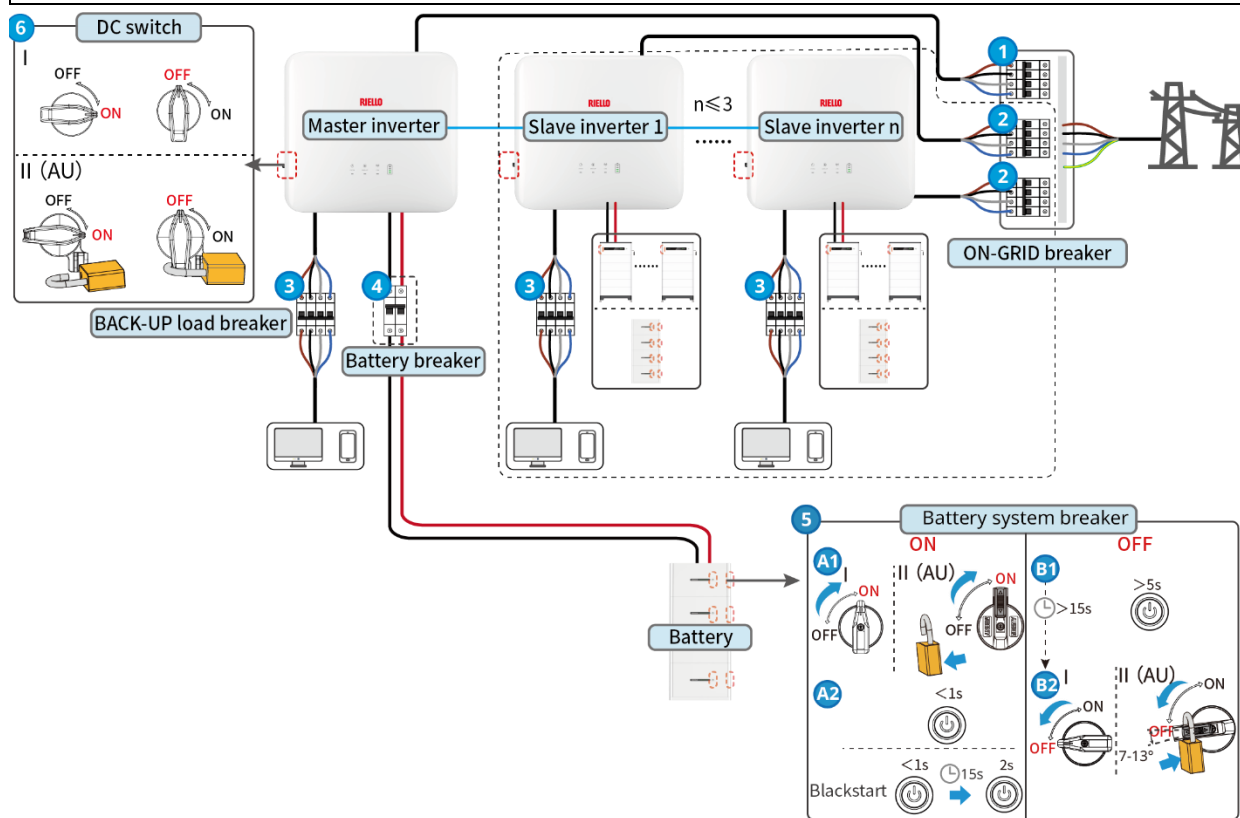 6
DC switch
I
OFF
ON
OFF
ON
II (AU)
OFF
ON
OFF
ON
RIELLO
Master inverter
RIELLO
Slave inverter 1
n≤3
......
RIELLO
Slave inverter n
1
2
2
ON-GRID breaker
3
BACK-UP load breaker
4
Battery breaker
3
......
3
......
Battery
5
Battery system breaker
ON
A1
I
ON
OFF
II (AU)
ON
OFF
A2
<1s
Blackstart
<1s
15s
2s
OFF
B1
>15s
>5s
B2
I
ON
OFF
II (AU)
ON
OFF
7-13°